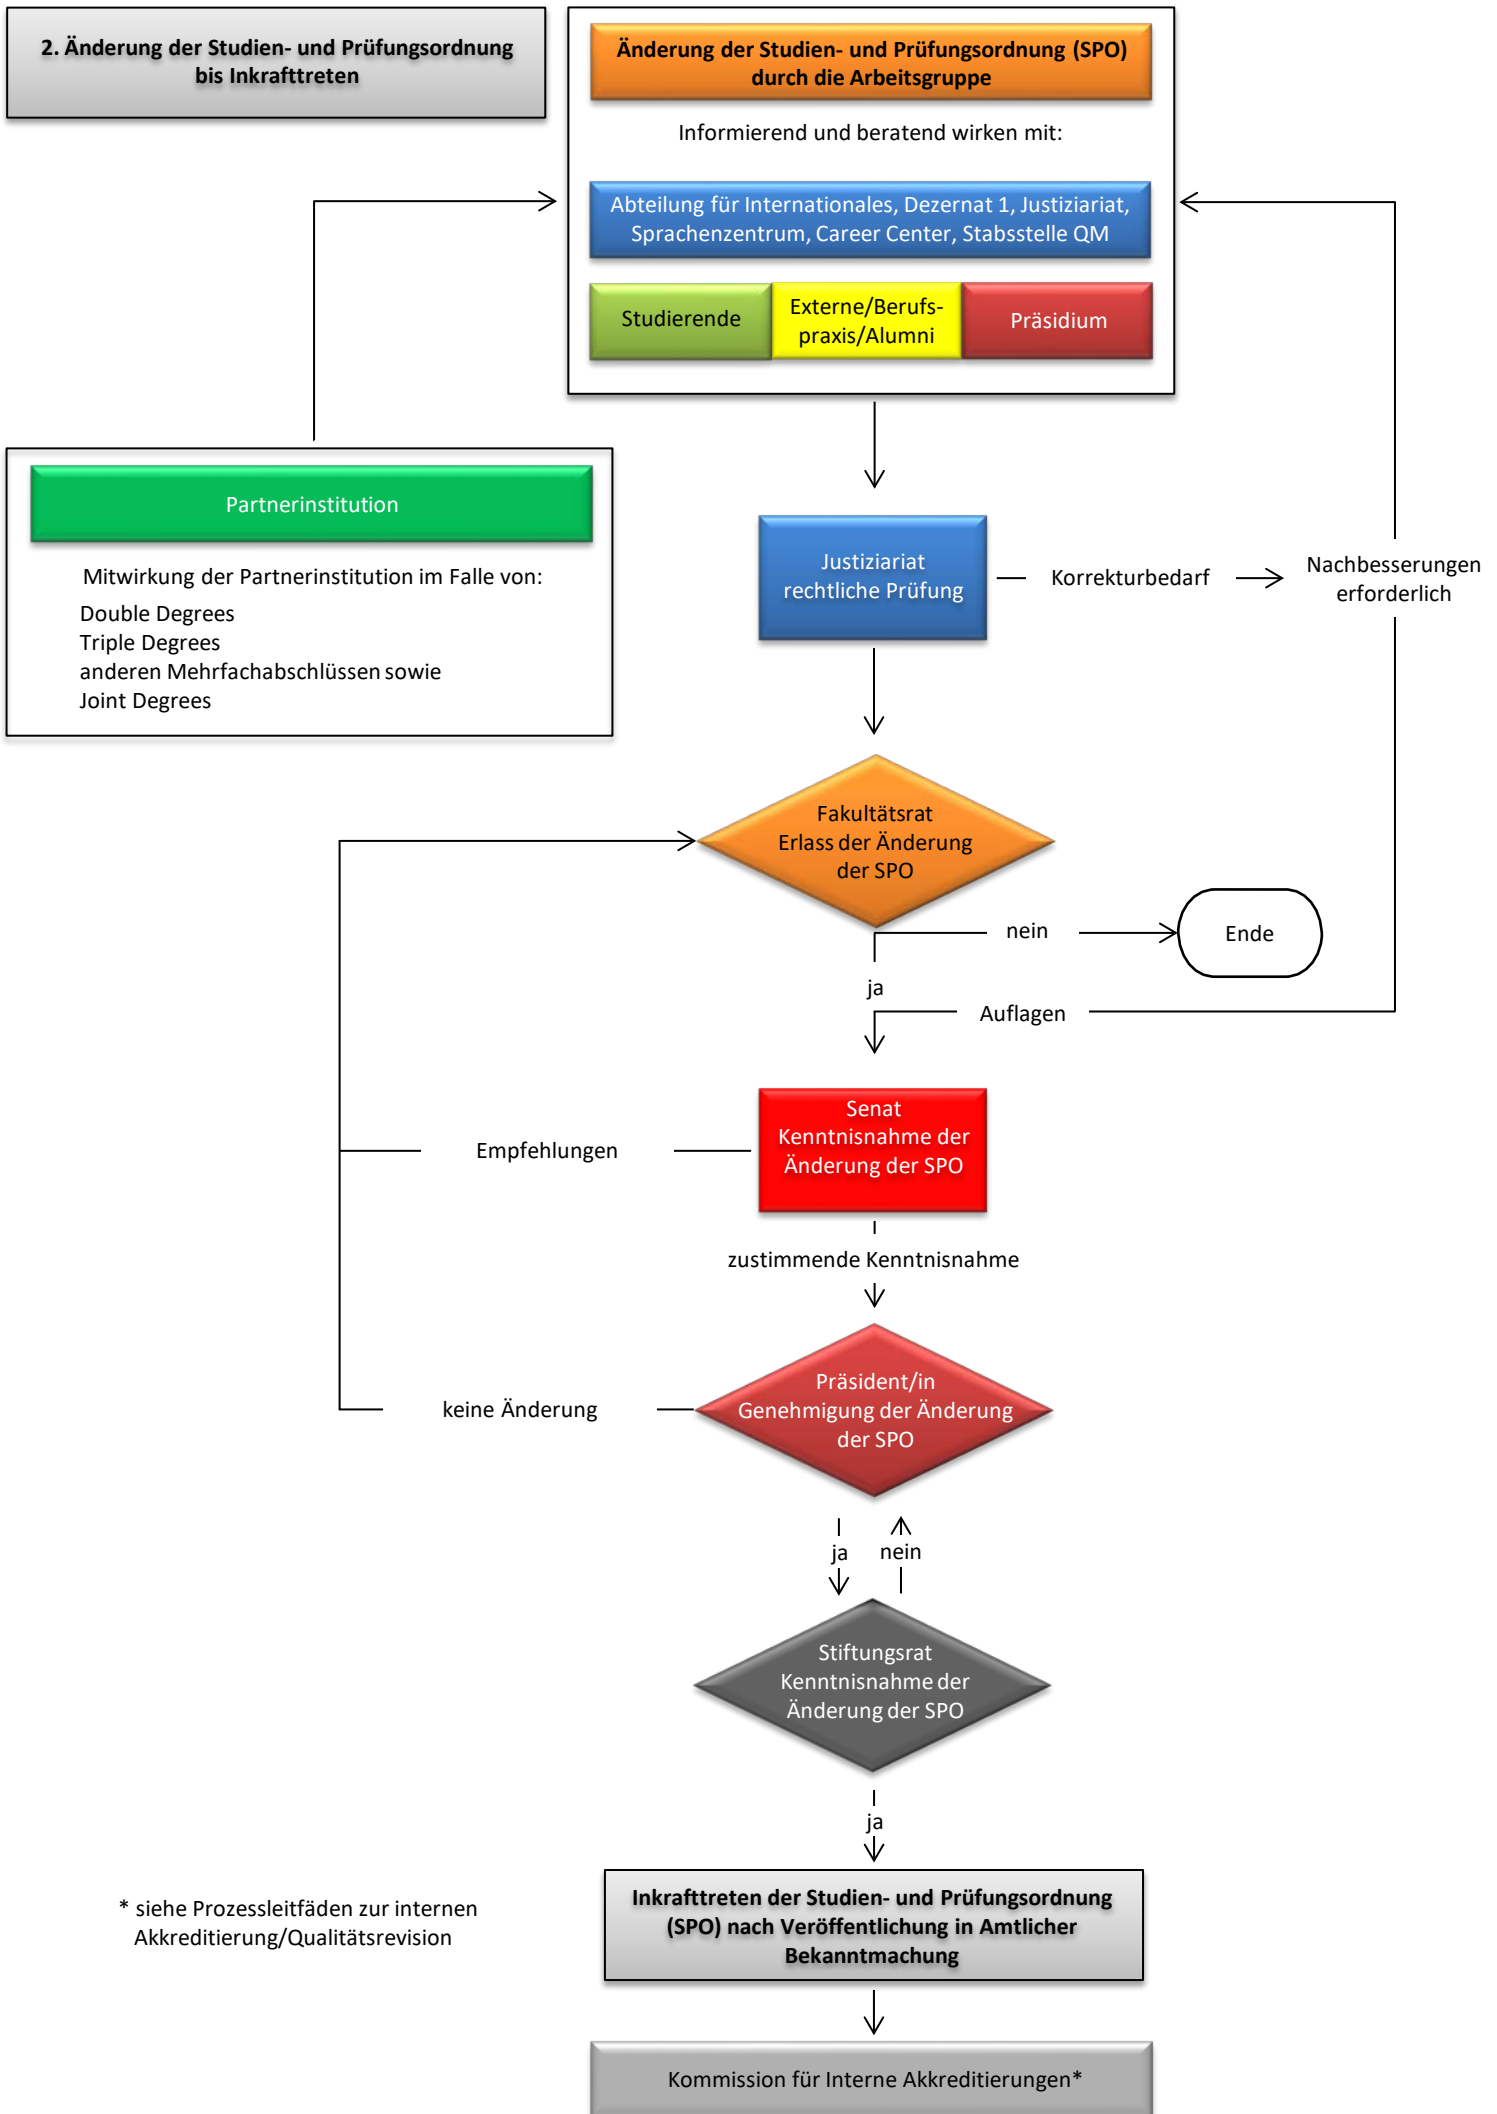 2. Änderung der Studien- und Prüfungsordnung
bis Inkrafttreten
Änderung der Studien- und Prüfungsordnung (SPO)
durch die Arbeitsgruppe
Informierend und beratend wirken mit:
Abteilung für Internationales, Dezernat 1, Justiziariat,
Sprachenzentrum, Career Center, Stabsstelle QM
Studierende
Externe/Berufs-
praxis/Alumni
Präsidium
Partnerinstitution
Mitwirkung der Partnerinstitution im Falle von:
Double Degrees
Triple Degrees
anderen Mehrfachabschlüssen sowie
Joint Degrees
Justiziariat
rechtliche Prüfung
Korrekturbedarf
Nachbesserungen
erforderlich
Fakultätsrat
Erlass der Änderung
der SPO
nein
Ende
ja
Auflagen
Senat
Kenntnisnahme der
Änderung der SPO
Empfehlungen
zustimmende Kenntnisnahme
Präsident/in
Genehmigung der Änderung
der SPO
keine Änderung
ja
nein
Stiftungsrat
Kenntnisnahme der
Änderung der SPO
ja
Inkrafttreten der Studien- und Prüfungsordnung
(SPO) nach Veröffentlichung in Amtlicher
Bekanntmachung
* siehe Prozessleitfäden zur internen
Akkreditierung/Qualitätsrevision
Kommission für Interne Akkreditierungen*